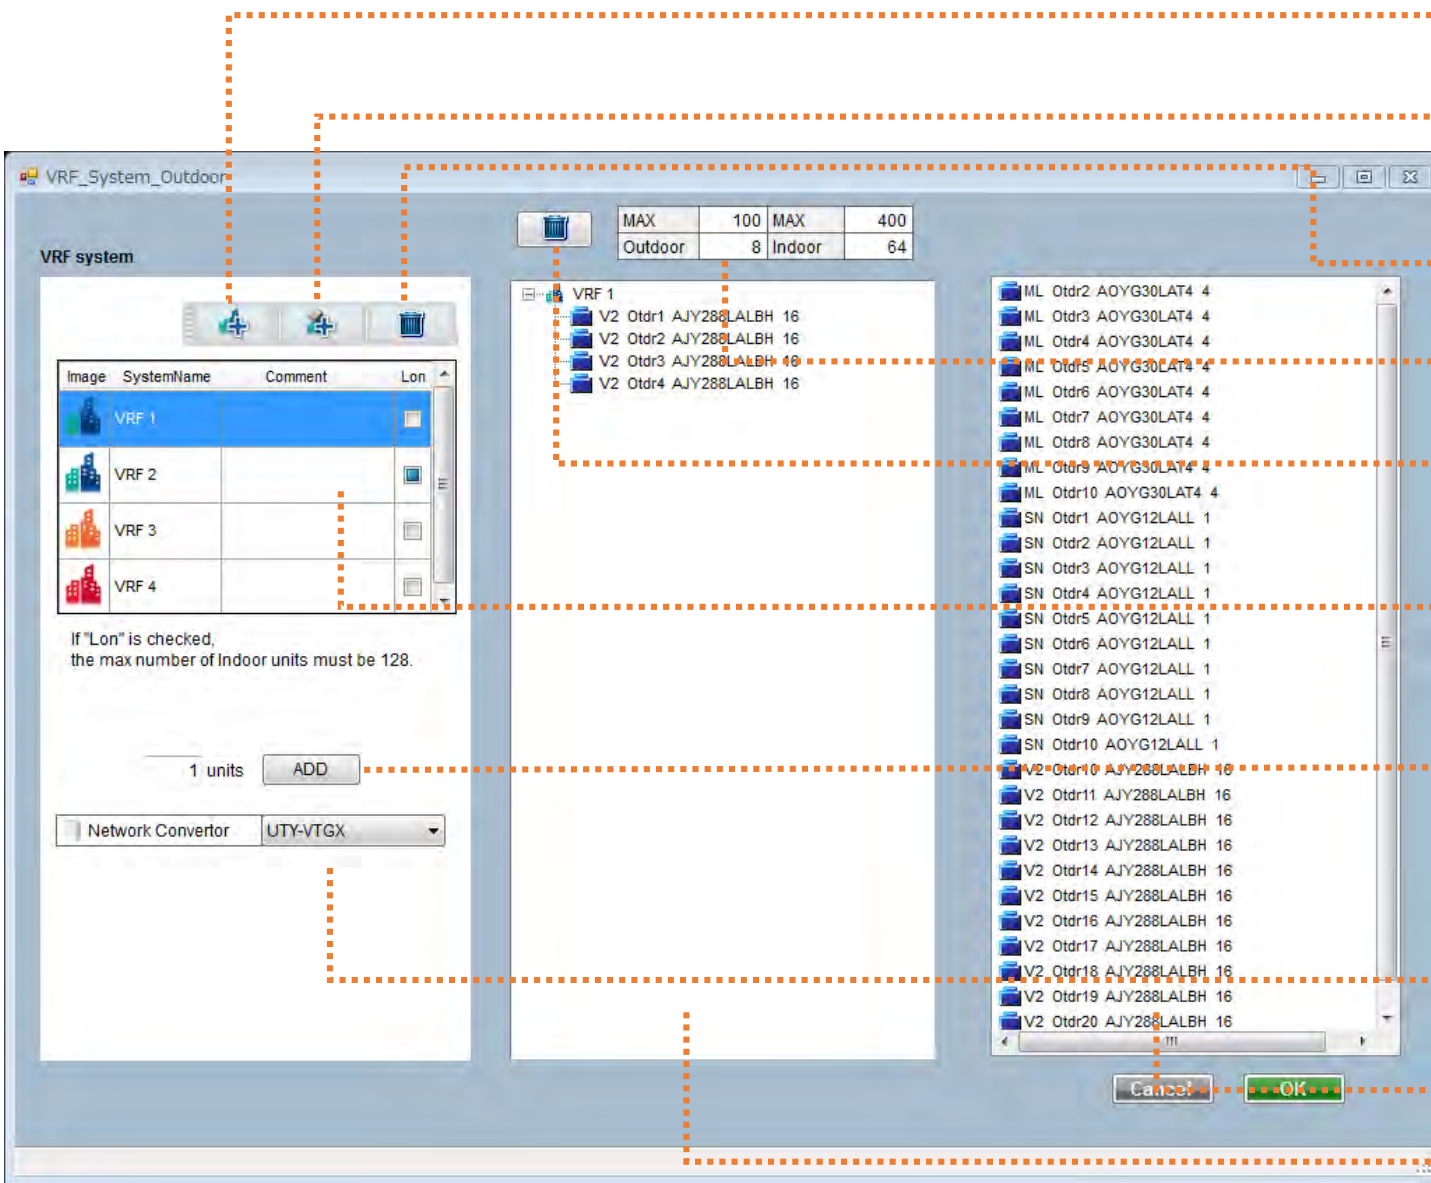 VRF_System_Outdoor
MAX 100 MAX 400
Outdoor 8 Indoor 64
VRF system
Image SystemName Comment Lon
VRF 1
VRF 2
VRF 3
VRF 4
If "Lon" is checked,
the max number of Indoor units must be 128.
1 units ADD
Network Convertor UTY-VTGX
VRF 1
V2 Otdr1 AJY288LALBH 16
V2 Otdr2 AJY288LALBH 16
V2 Otdr3 AJY288LALBH 16
V2 Otdr4 AJY288LALBH 16
ML Otdr2 AOYG30LAT4 4
ML Otdr3 AOYG30LAT4 4
ML Otdr4 AOYG30LAT4 4
ML Otdr5 AOYG30LAT4 4
ML Otdr6 AOYG30LAT4 4
ML Otdr7 AOYG30LAT4 4
ML Otdr8 AOYG30LAT4 4
ML Otdr9 AOYG30LAT4 4
ML Otdr10 AOYG30LAT4 4
SN Otdr1 AOYG12LALL 1
SN Otdr2 AOYG12LALL 1
SN Otdr3 AOYG12LALL 1
SN Otdr4 AOYG12LALL 1
SN Otdr5 AOYG12LALL 1
SN Otdr6 AOYG12LALL 1
SN Otdr7 AOYG12LALL 1
SN Otdr8 AOYG12LALL 1
SN Otdr9 AOYG12LALL 1
SN Otdr10 AOYG12LALL 1
V2 Otdr10 AJY288LALBH 16
V2 Otdr11 AJY288LALBH 16
V2 Otdr12 AJY288LALBH 16
V2 Otdr13 AJY288LALBH 16
V2 Otdr14 AJY288LALBH 16
V2 Otdr15 AJY288LALBH 16
V2 Otdr16 AJY288LALBH 16
V2 Otdr17 AJY288LALBH 16
V2 Otdr18 AJY288LALBH 16
V2 Otdr19 AJY288LALBH 16
V2 Otdr20 AJY288LALBH 16
Cancel OK